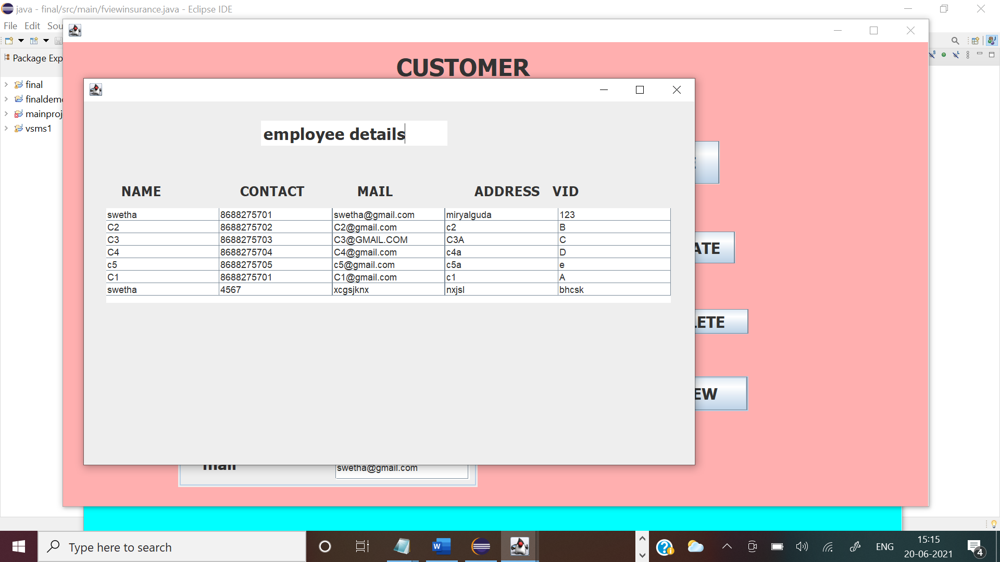 java - final/src/main/fviewinsurance.java - Eclipse IDE
File Edit Sou
Package Exp
final
finaldemo
mainproj
vsms1
CUSTOMER
employee details
NAME CONTACT MAIL ADDRESS VID
swetha 8688275701 swetha@gmail.com miryalguda 123
C2 8688275702 C2@gmail.com c2 B
C3 8688275703 C3@GMAIL.COM C3A C
C4 8688275704 C4@gmail.com c4a D
c5 8688275705 c5@gmail.com c5a e
C1 8688275701 C1@gmail.com c1 A
swetha 4567 xcgsjknx nxjsl bhcsk
ATE
LETE
EW
mail swetha@gmail.com
Type here to search
ENG
15:15
20-06-2021
4